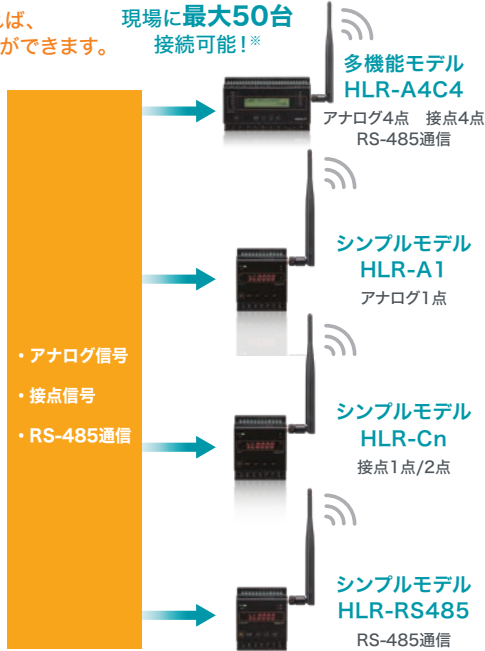 れば、
ができます。
現場に最大50台
接続可能！※
多機能モデル
HLR-A4C4
アナログ4点　接点4点
RS-485通信
シンプルモデル
HLR-A1
アナログ1点
・アナログ信号
・接点信号
・RS-485通信
シンプルモデル
HLR-Cn
接点1点/2点
シンプルモデル
HLR-RS485
RS-485通信